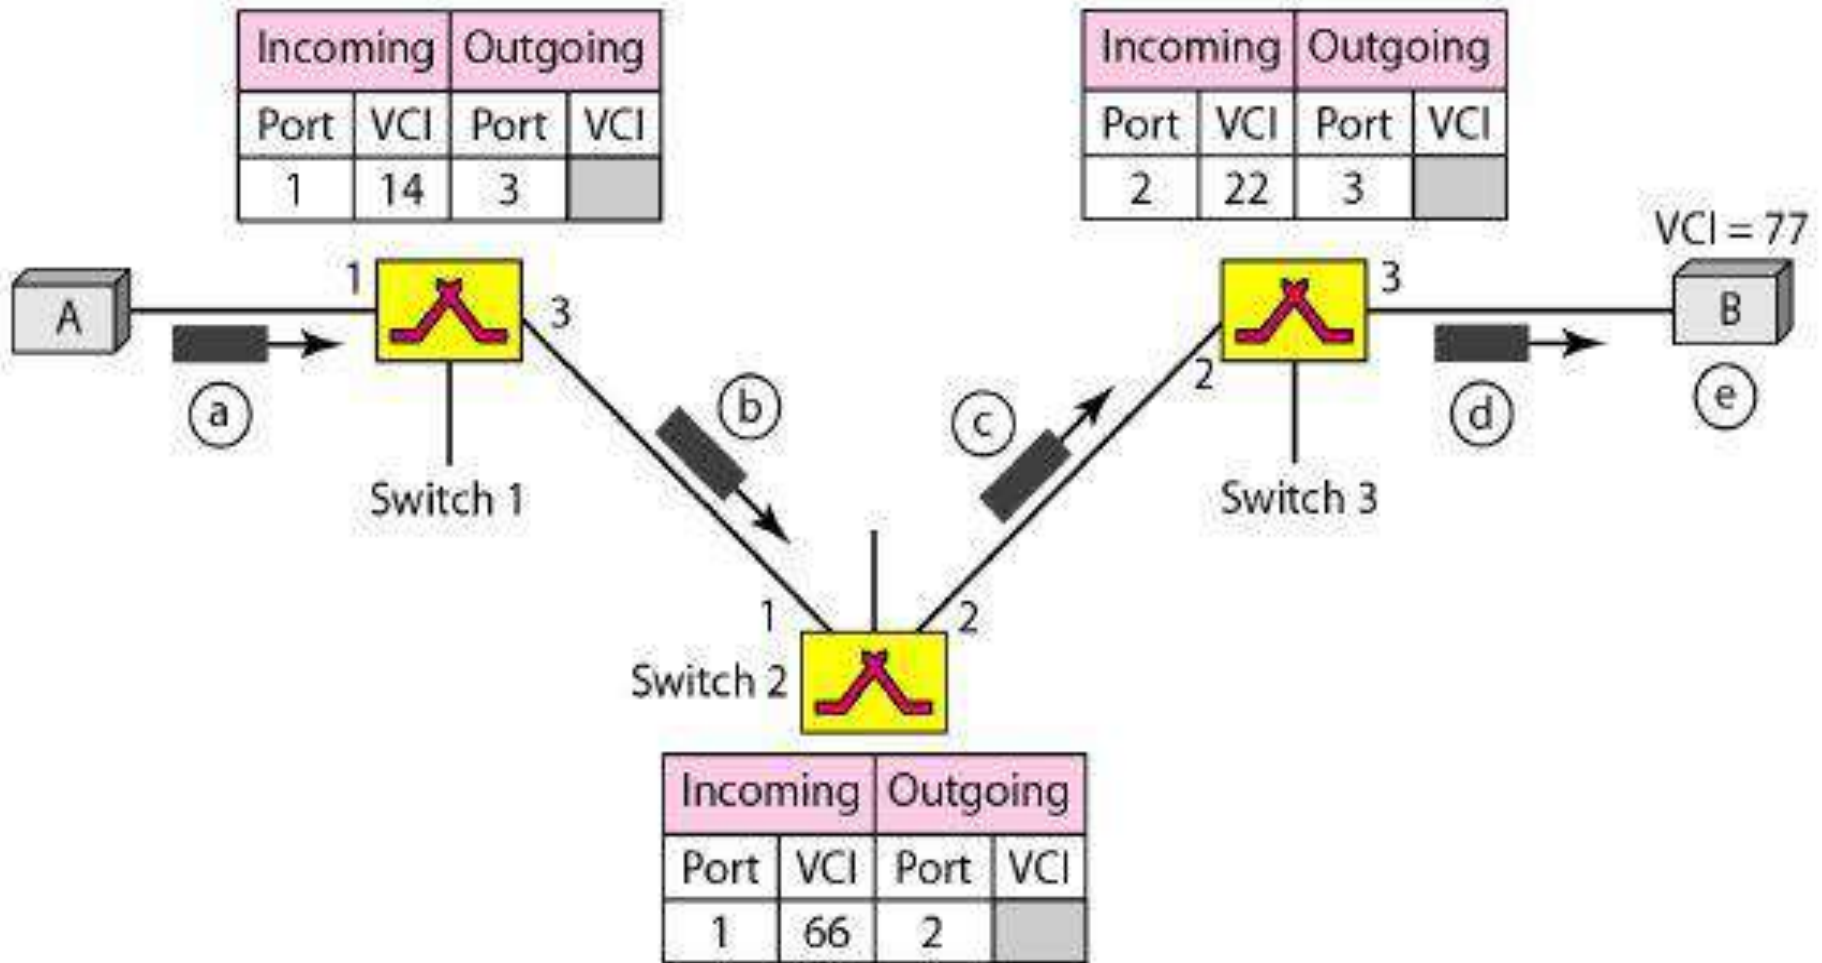 Incoming Outgoing
Port VCI Port VCI
1 14 3
Incoming Outgoing
Port VCI Port VCI
2 22 3
VCI = 77
A
1
3
2
3
B
a
b
c
d
e
Switch 1
Switch 3
1
2
Switch 2
Incoming Outgoing
Port VCI Port VCI
1 66 2